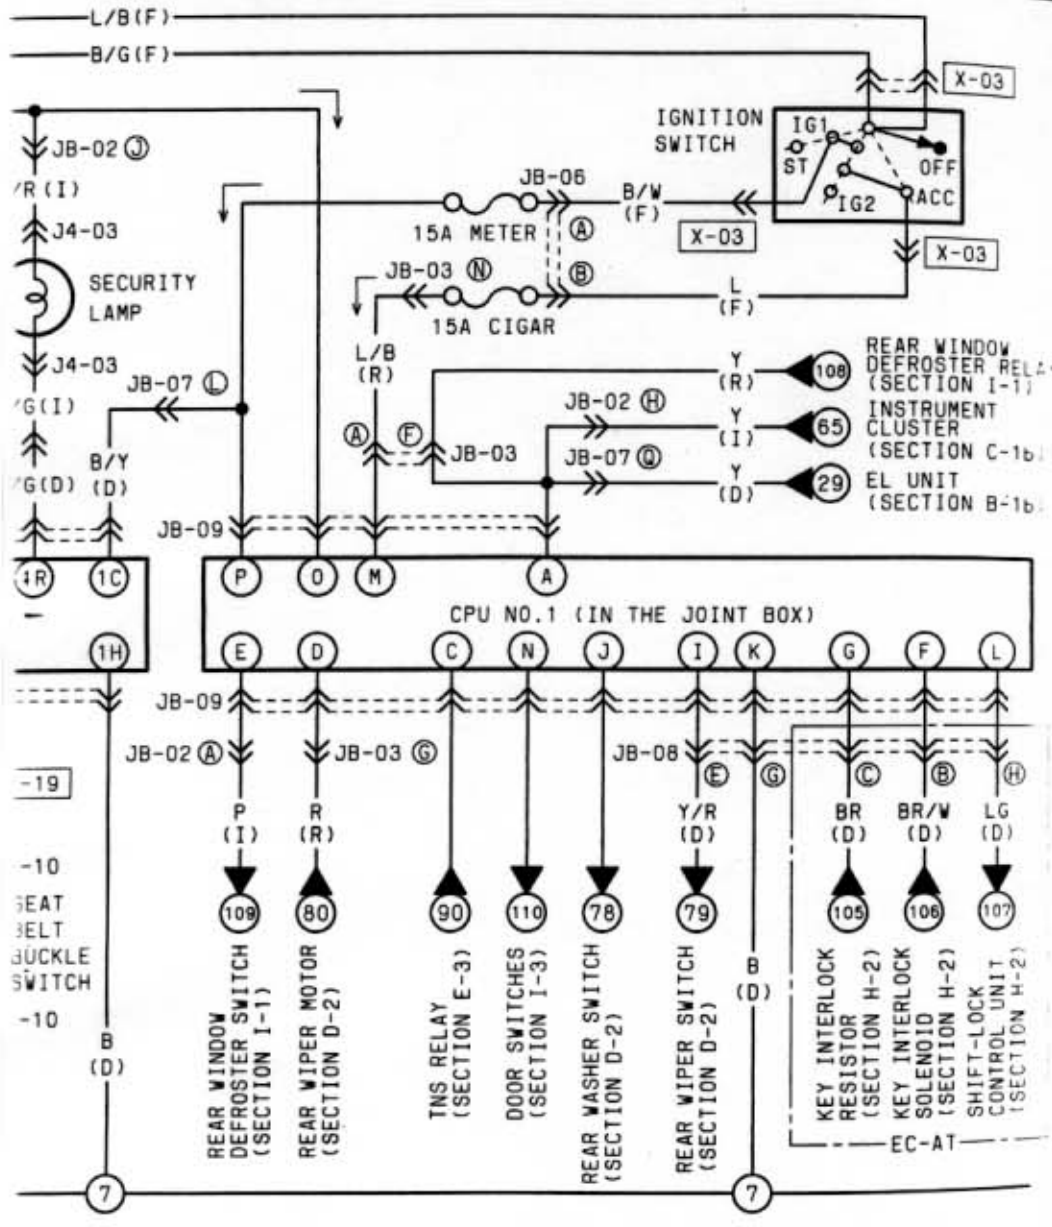 L/B(F)
B/G(F)
X-03
IGNITION
SWITCH
IG1
ST
OFF
IG2
ACC
JB-02 J
/R(I)
J4-03
SECURITY
LAMP
J4-03
JB-07 L
/G(I)
B/Y
(D)
/G(D)
JB-06
B/W
(F)
15A METER
A
X-03
X-03
JB-03 N
B
L
(F)
15A CIGAR
L/B
(R)
Y
(R)
108
REAR WINDOW
DEFROSTER RELA
(SECTION I-1)
JB-02 H
Y
(I)
65
INSTRUMENT
CLUSTER
(SECTION C-1b)
A
F
JB-03
JB-07 Q
Y
(D)
29
EL UNIT
(SECTION B-1b)
JB-09
1C
P
O
M
A
CPU NO.1 (IN THE JOINT BOX)
1H
E
D
C
N
J
I
K
G
F
L
JB-09
JB-02 A
JB-03 G
JB-08
E
G
C
B
H
-19
P
(I)
R
(R)
Y/R
(D)
BR
(D)
BR/W
(D)
LG
(D)
-10
109
80
90
110
78
79
105
106
107
SEAT
BELT
BUCKLE
SWITCH
-10
B
(D)
B
(D)
REAR WINDOW
DEFROSTER SWITCH
(SECTION I-1)
REAR WIPER MOTOR
(SECTION D-2)
TNS RELAY
(SECTION E-3)
DOOR SWITCHES
(SECTION I-3)
REAR WASHER SWITCH
(SECTION D-2)
REAR WIPER SWITCH
(SECTION D-2)
KEY INTERLOCK
RESISTOR
(SECTION H-2)
KEY INTERLOCK
SOLENOID
(SECTION H-2)
SHIFT-LOCK
CONTROL UNIT
(SECTION H-2)
EC-AT
7
7